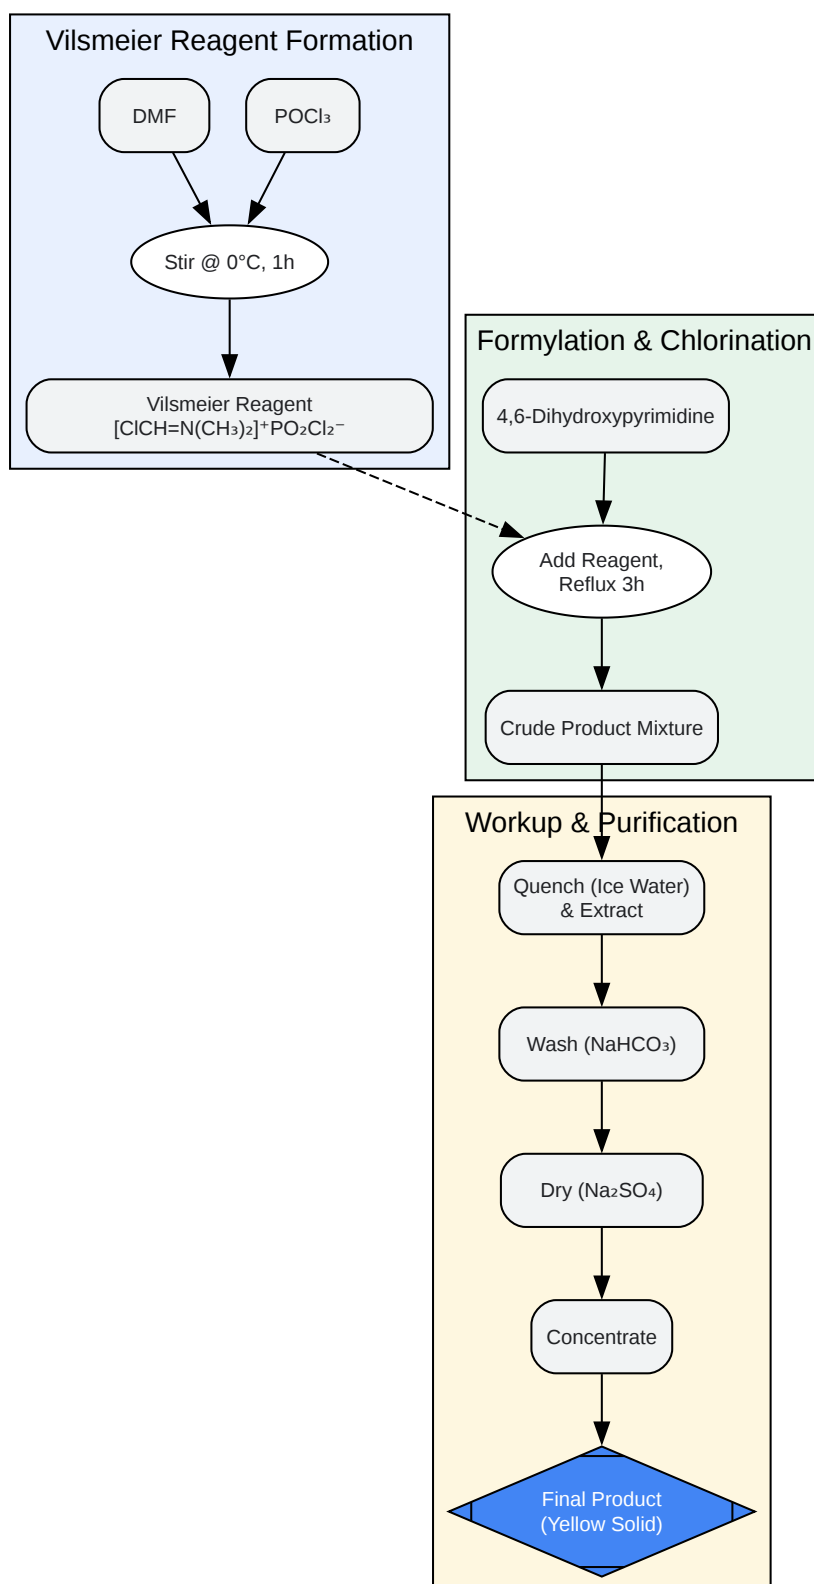 Vilsmeier Reagent Formation
DMF
POCl₃
Stir @ 0°C, 1h
Vilsmeier Reagent
[ClCH=N(CH₃)₂]⁺PO₂Cl₂⁻
Formylation & Chlorination
4,6-Dihydroxypyrimidine
Add Reagent,
Reflux 3h
Crude Product Mixture
Workup & Purification
Quench (Ice Water)
& Extract
Wash (NaHCO₃)
Dry (Na₂SO₄)
Concentrate
Final Product
(Yellow Solid)